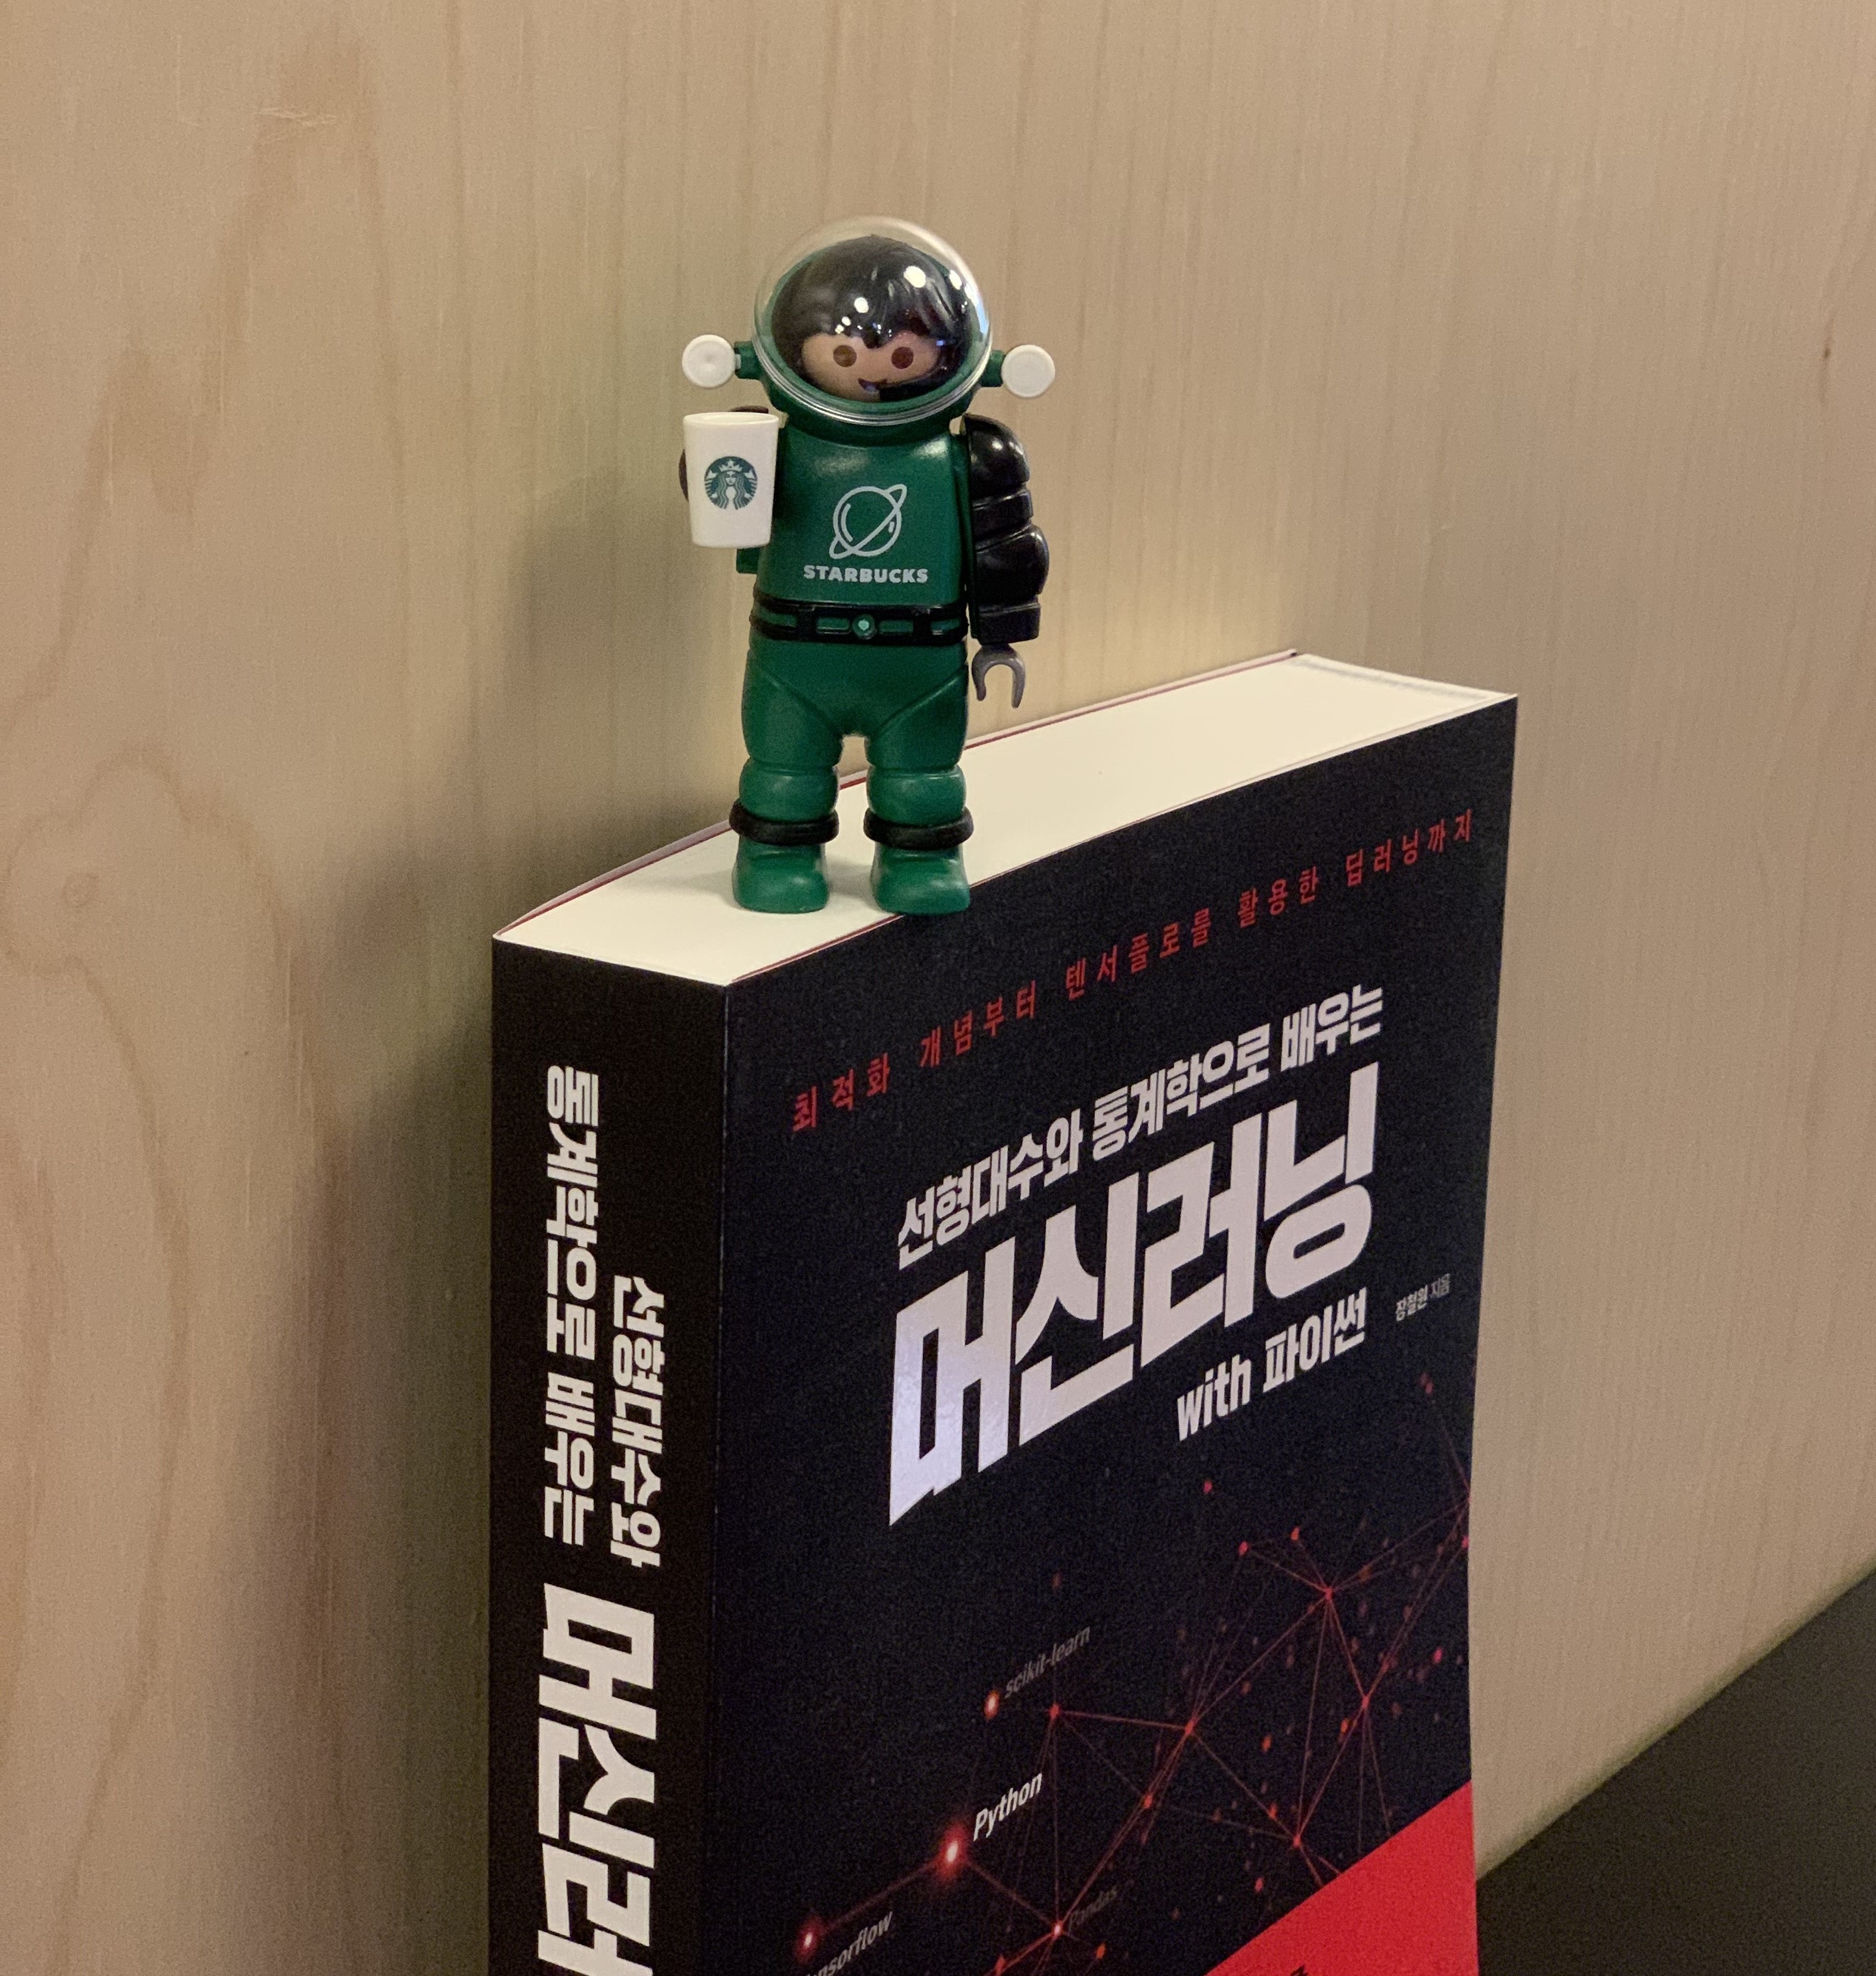 STARBUCKS
최적화 개념부터 텐서플로를 활용한 딥러닝까지
선형대수와 통계학으로 배우는
머신러닝
with 파이썬
장철원 지음
scikit-learn
Python
Pandas
선형대수와
통계학으로 배우는